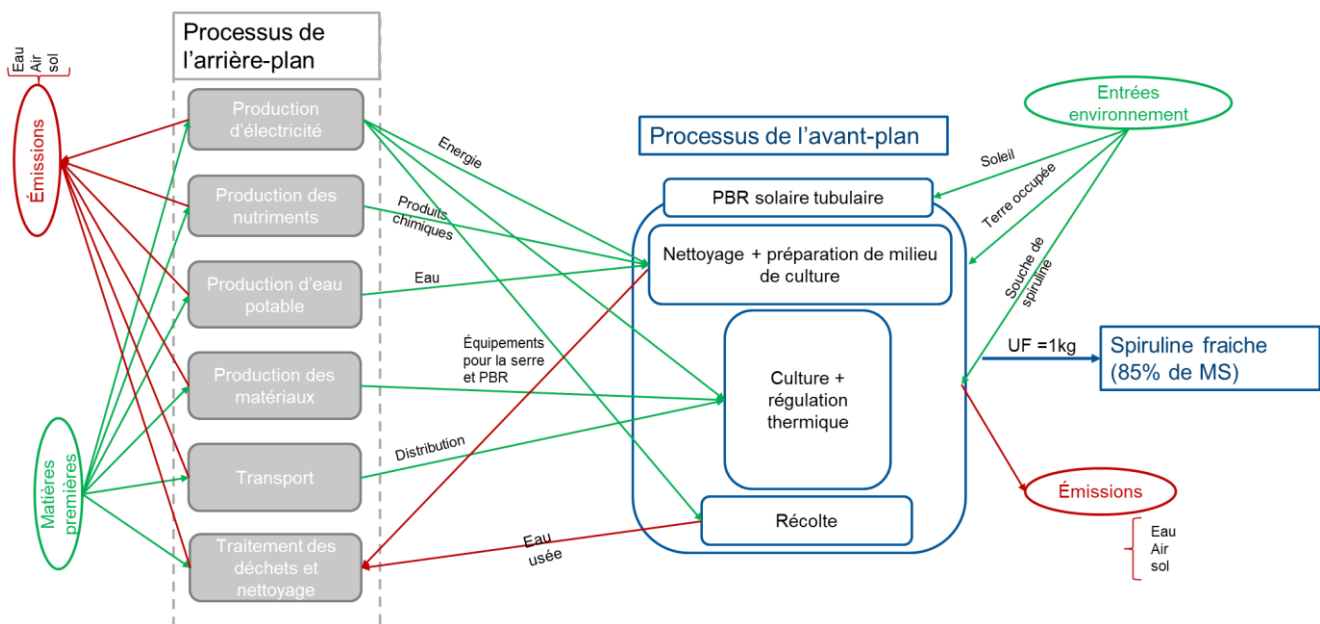 Eau
Air
sol
Émissions
Matières
premières
Processus de
l'arrière-plan
Production
d'électricité
Production des
nutriments
Production d'eau
potable
Production des
matériaux
Transport
Traitement des
déchets et
nettoyage
Energie
Produits
chimiques
Eau
Équipements
pour la serre
et PBR
Distribution
Eau
usée
Processus de l'avant-plan
PBR solaire tubulaire
Nettoyage + préparation de milieu
de culture
Culture +
régulation
thermique
Récolte
Entrées
environnement
Soleil
Terre occupée
Souche de
spiruline
UF =1kg
Spiruline fraiche
(85% de MS)
Émissions
Eau
Air
sol